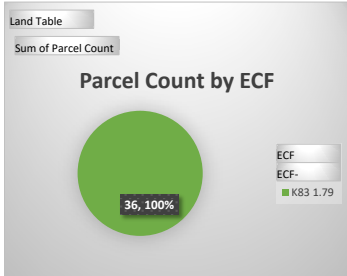 Land Table
Sum of Parcel Count
Parcel Count by ECF
36, 100%
ECF
ECF-
K83 1.79